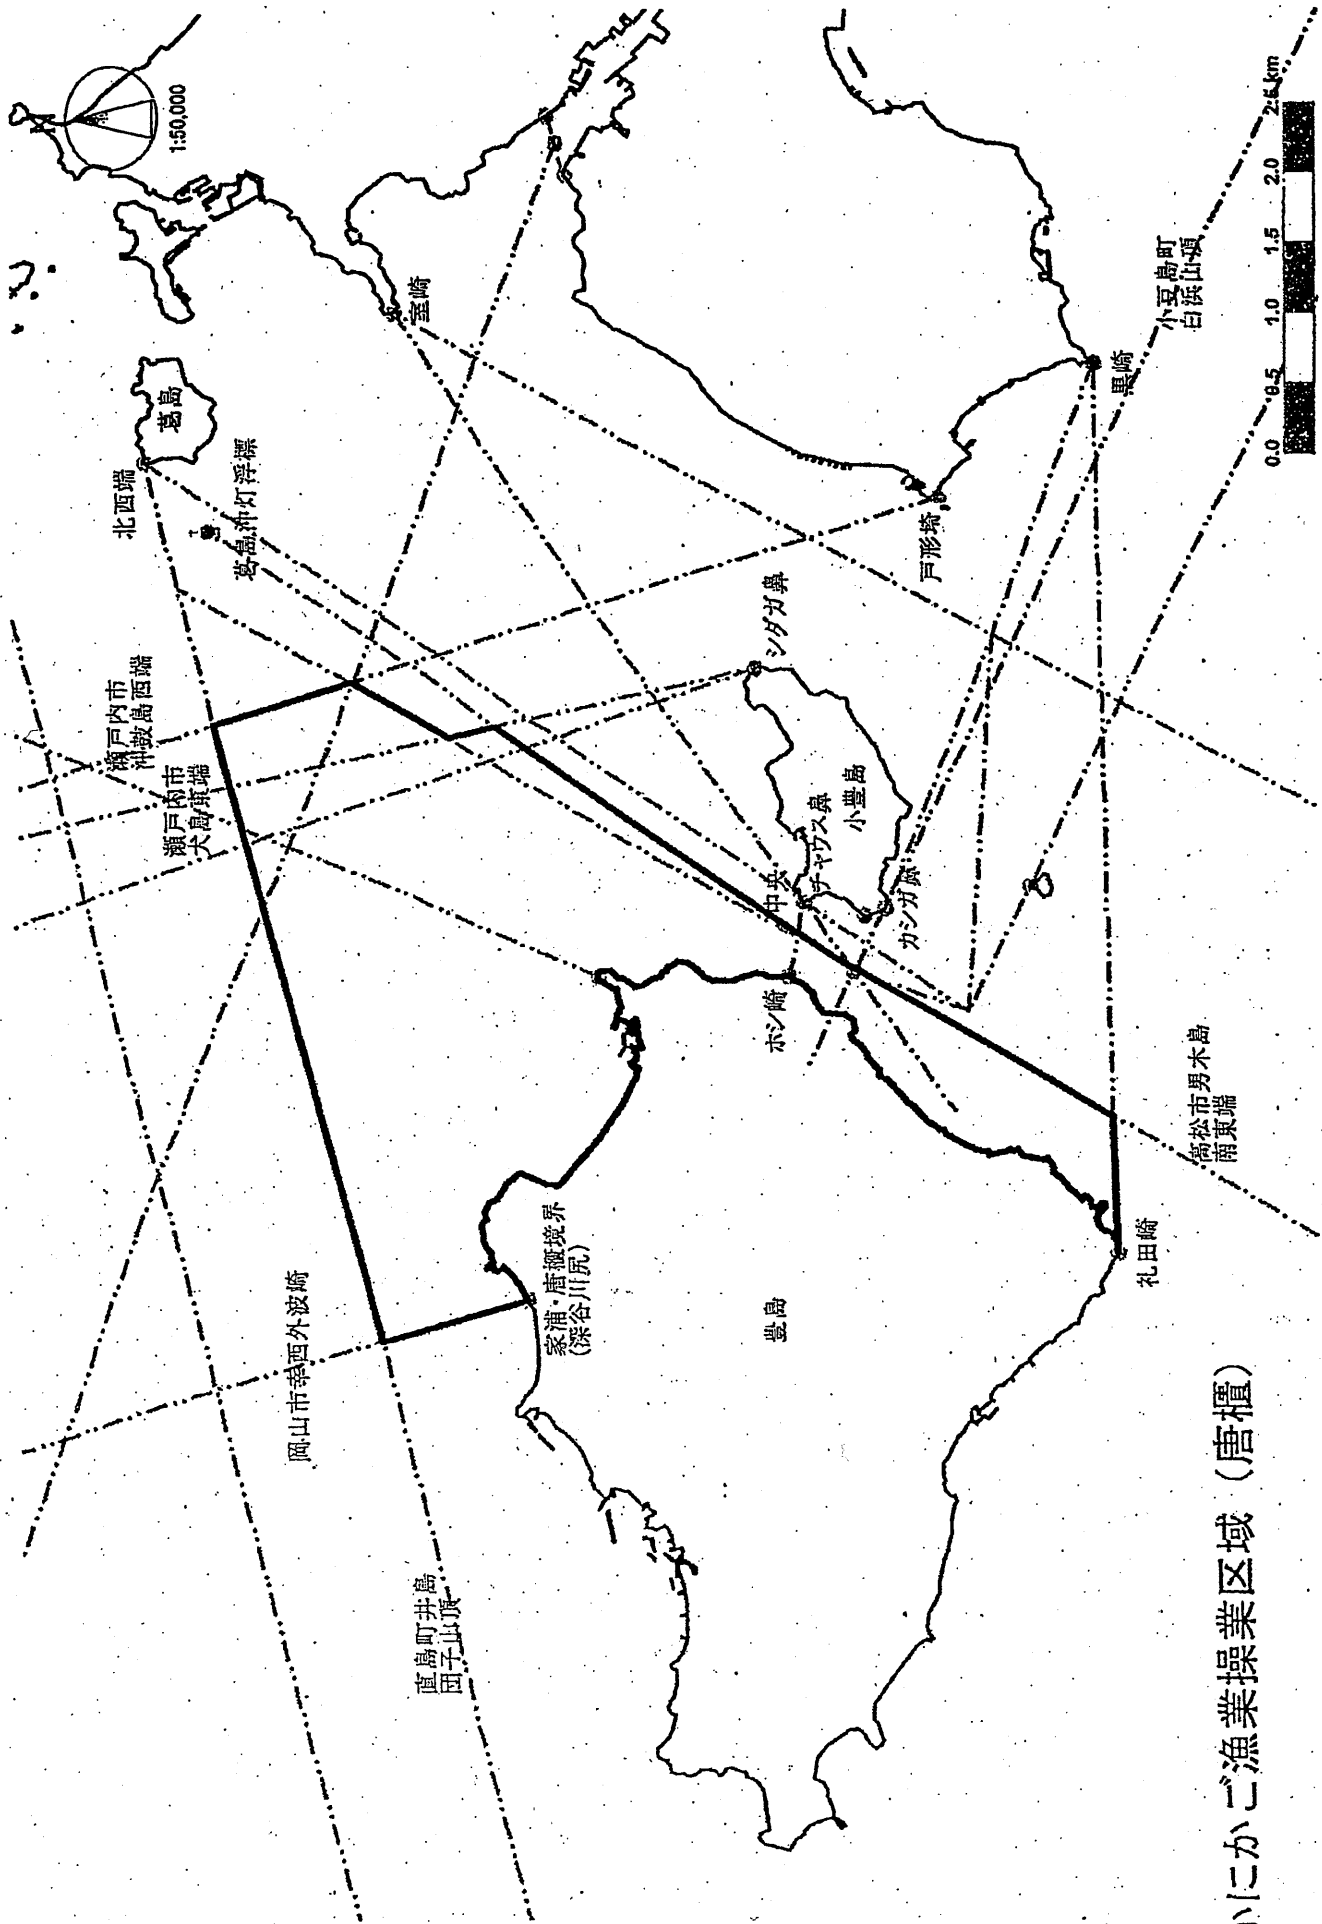 1:50,000
北西端
葛島
葛島沖灯浮標
室崎
瀬戸内市
沖鼓島西端
瀬戸内市
犬島東端
岡山市幸西外波崎
直島町井島
団子山頂
家浦・唐櫃境界
(深谷川尻)
豊島
ホシ崎
中央
チャウス鼻
小豊島
カシガ鼻
シダガ鼻
戸形埼
黒崎
小豆島町
白浜山頂
礼田崎
高松市男木島
南東端
かにかご漁業操業区域(唐櫃)
0.0 0.5 1.0 1.5 2.0 2.5 km